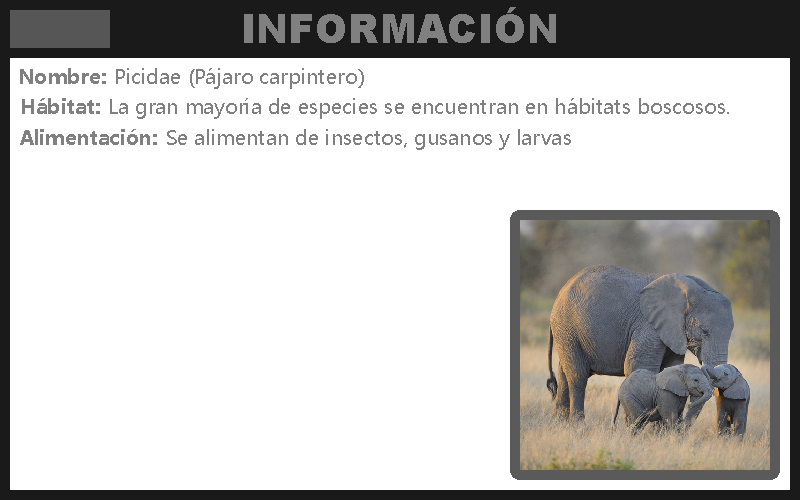 INFORMACIÓN
Nombre: Picidae (Pájaro carpintero)
Hábitat: La gran mayoría de especies se encuentran en hábitats boscosos.
Alimentación: Se alimentan de insectos, gusanos y larvas